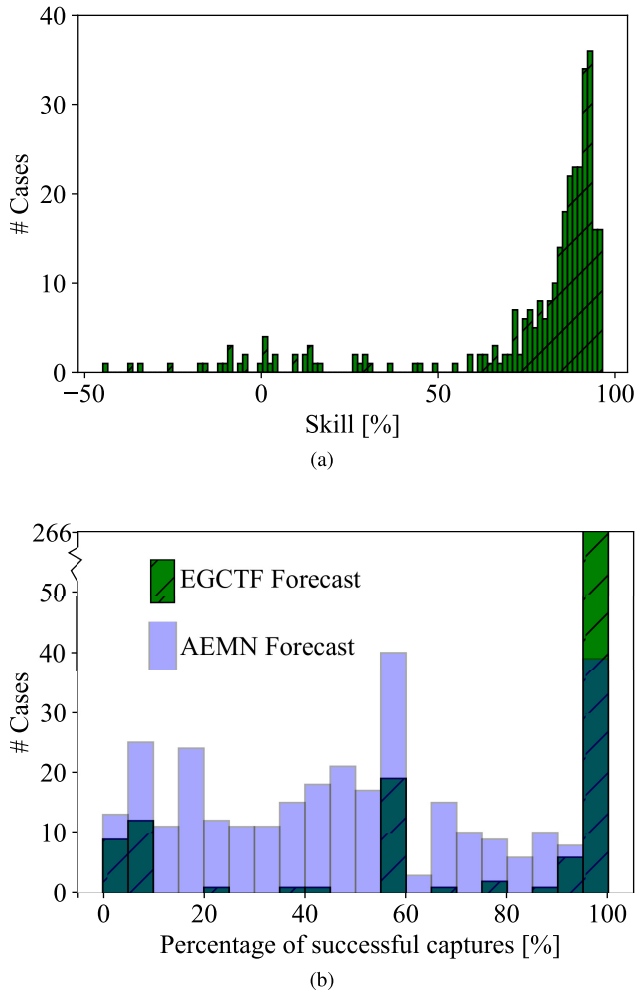 40
30
20
10
0
# Cases
−50
0
50
100
Skill [%]
(a)
266
50
40
30
20
10
0
# Cases
EGCTF Forecast
AEMN Forecast
0
20
40
60
80
100
Percentage of successful captures [%]
(b)